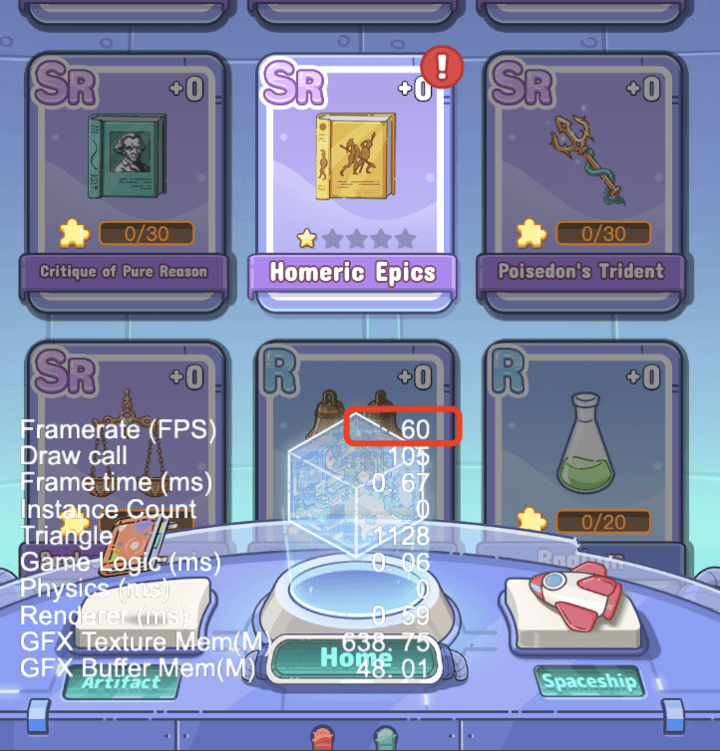 SR +0
SR +0
!
SR +0
0/30
0/30
Critique of Pure Reason
Homeric Epics
Poisedon's Trident
SR +0
R +0
R +0
Framerate (FPS) 60
Draw call 105
Frame time (ms) 0.67
Instance Count 0
0/20
Triangle 1128
Game Logic (ms) 0.06
Physics (ms) 0
Renderer (ms) 0.59
GFX Texture Mem(M) 638.75
GFX Buffer Mem(M) 48.01
Home
Artifact
Spaceship